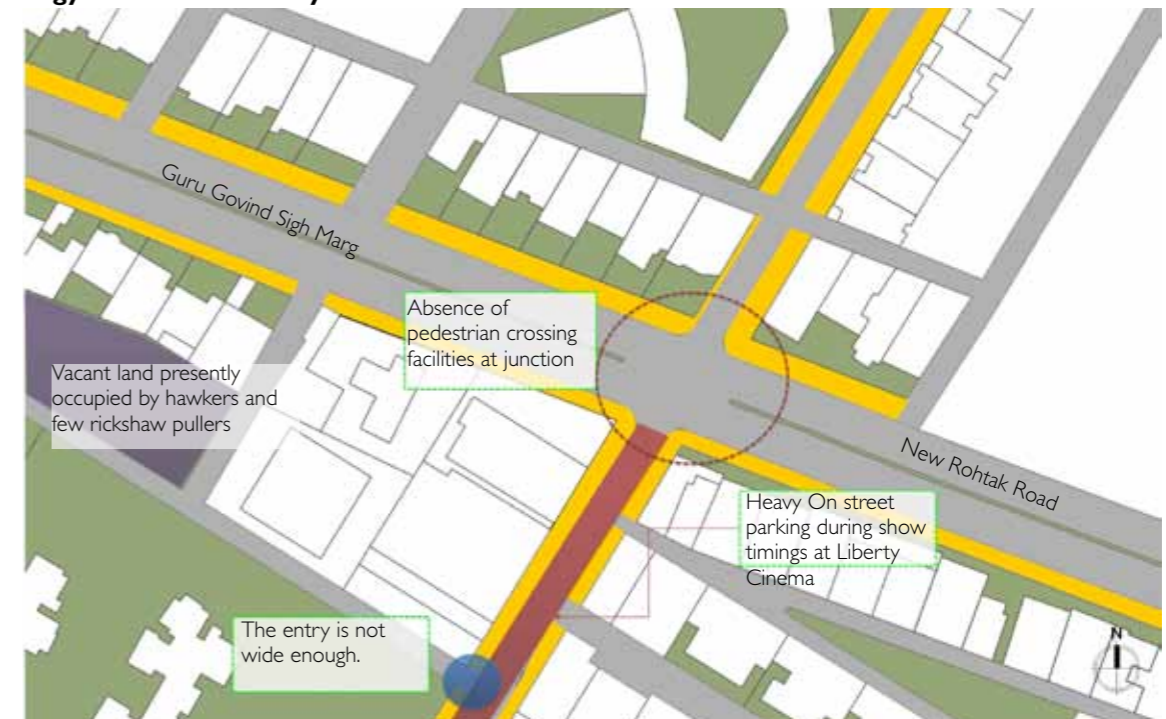 Guru Govind Sigh Marg
Absence of
pedestrian crossing
facilities at junction
Vacant land presently
occupied by hawkers and
few rickshaw pullers
New Rohtak Road
Heavy On street
parking during show
timings at Liberty
Cinema
The entry is not
wide enough.
N